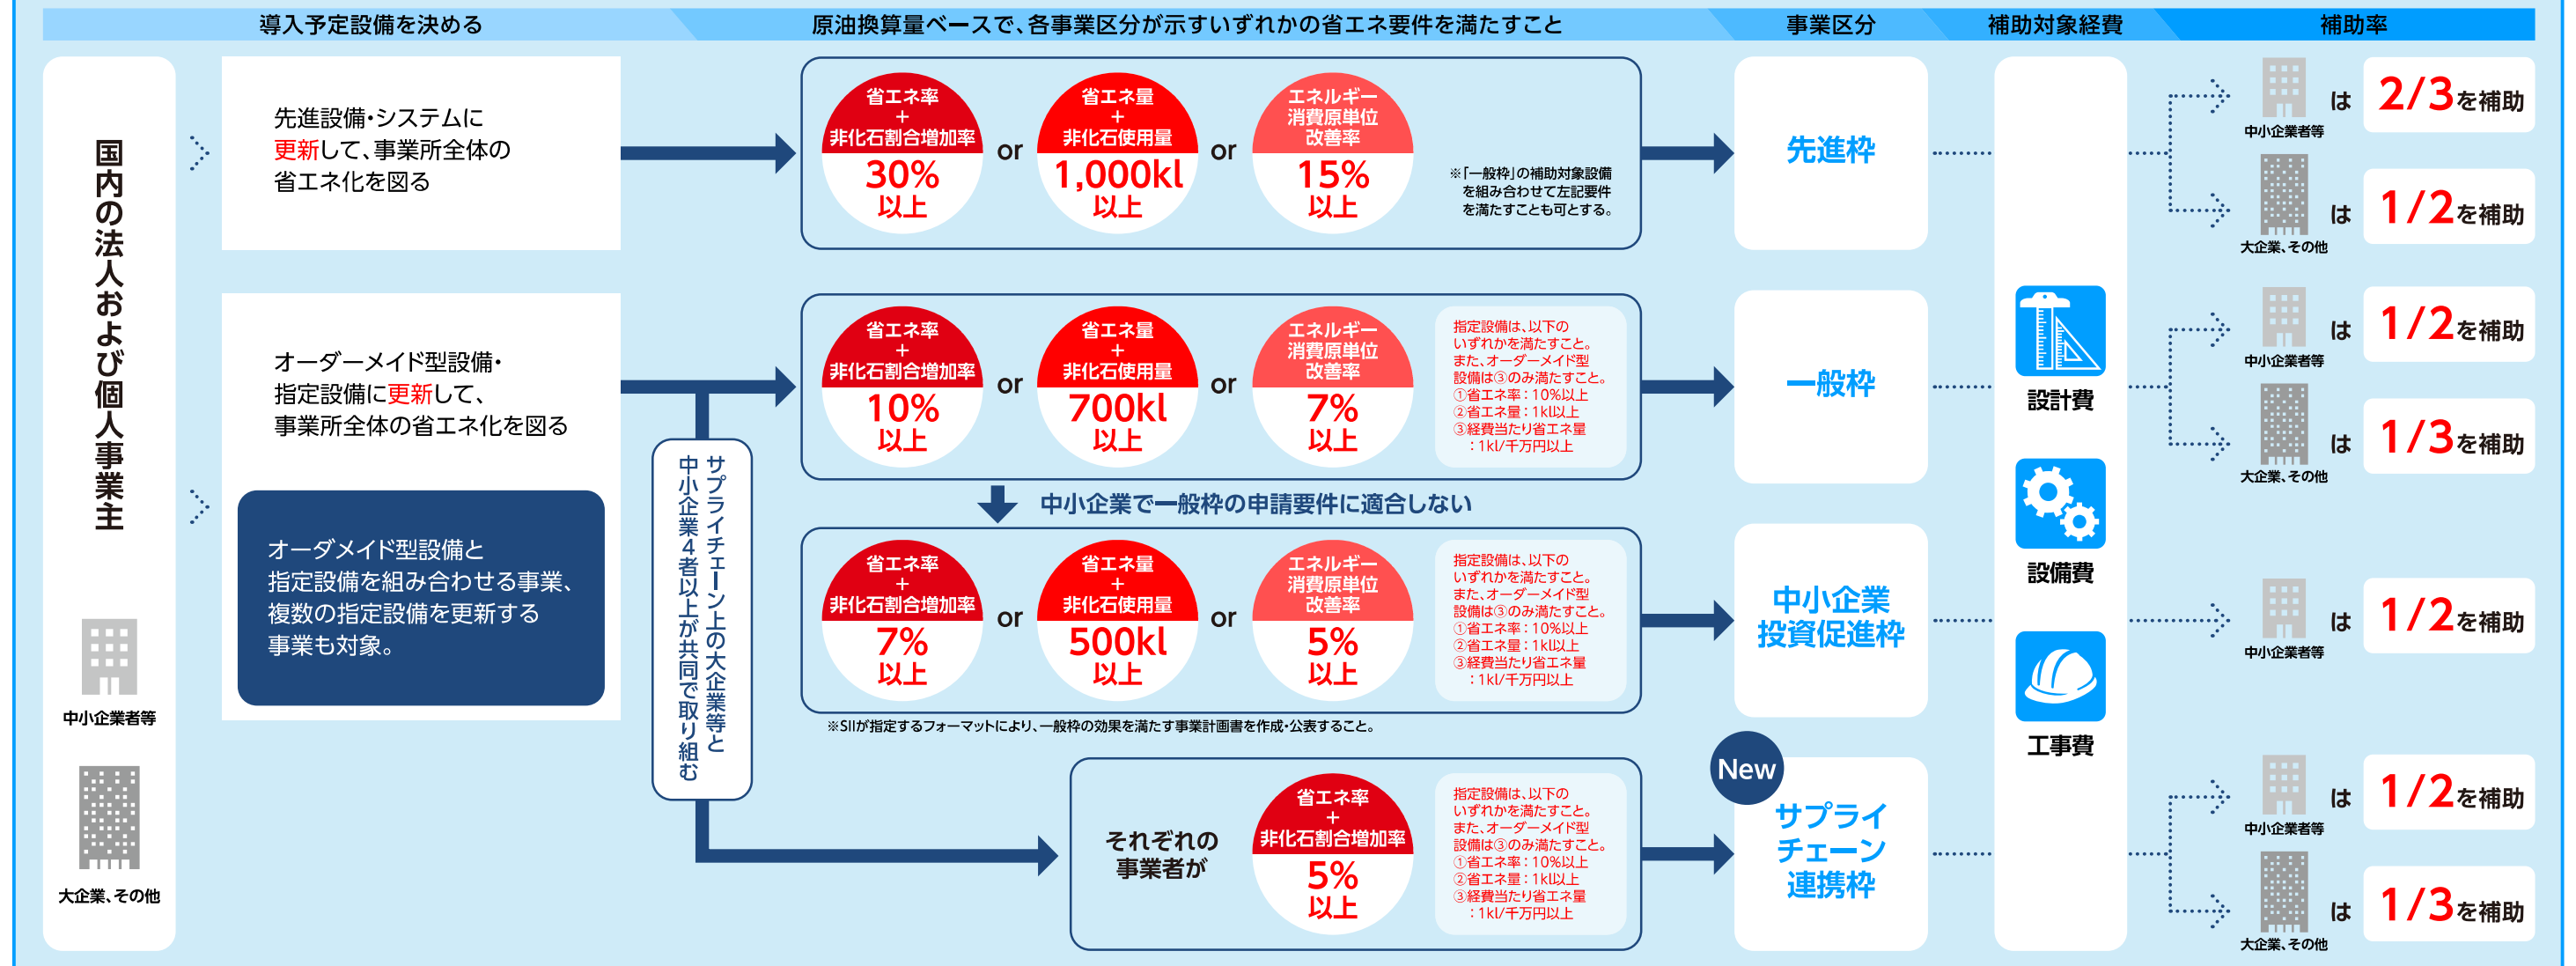 導入予定設備を決める
原油換算量ベースで、各事業区分が示すいずれかの省エネ要件を満たすこと
事業区分
補助対象経費
補助率
国内の法人および個人事業主
中小企業者等
大企業、その他
先進設備・システムに
更新して、事業所全体の
省エネ化を図る
省エネ率
+
非化石割合増加率
30%
以上
or
省エネ量
+
非化石使用量
1,000kl
以上
or
エネルギー
消費原単位
改善率
15%
以上
※「一般枠」の補助対象設備
を組み合わせて左記要件
を満たすことも可とする。
先進枠
中小企業者等
は
2/3を補助
大企業、その他
は
1/2を補助
オーダーメイド型設備・
指定設備に更新して、
事業所全体の省エネ化を図る
オーダメイド型設備と
指定設備を組み合わせる事業、
複数の指定設備を更新する
事業も対象。
省エネ率
+
非化石割合増加率
10%
以上
or
省エネ量
+
非化石使用量
700kl
以上
or
エネルギー
消費原単位
改善率
7%
以上
指定設備は、以下の
いずれかを満たすこと。
また、オーダーメイド型
設備は③のみ満たすこと。
①省エネ率:10%以上
②省エネ量:1kl以上
③経費当たり省エネ量
:1kl/千万円以上
一般枠
中小企業者等
は
1/2を補助
大企業、その他
は
1/3を補助
中小企業で一般枠の申請要件に適合しない
省エネ率
+
非化石割合増加率
7%
以上
or
省エネ量
+
非化石使用量
500kl
以上
or
エネルギー
消費原単位
改善率
5%
以上
指定設備は、以下の
いずれかを満たすこと。
また、オーダーメイド型
設備は③のみ満たすこと。
①省エネ率:10%以上
②省エネ量:1kl以上
③経費当たり省エネ量
:1kl/千万円以上
※SIIが指定するフォーマットにより、一般枠の効果を満たす事業計画書を作成・公表すること。
中小企業
投資促進枠
中小企業者等
は
1/2を補助
サプライチェーン上の大企業等と
中小企業4者以上が共同で取り組む
それぞれの
事業者が
省エネ率
+
非化石割合増加率
5%
以上
指定設備は、以下の
いずれかを満たすこと。
また、オーダーメイド型
設備は③のみ満たすこと。
①省エネ率:10%以上
②省エネ量:1kl以上
③経費当たり省エネ量
:1kl/千万円以上
New
サプライ
チェーン
連携枠
設計費
設備費
工事費
中小企業者等
は
1/2を補助
大企業、その他
は
1/3を補助